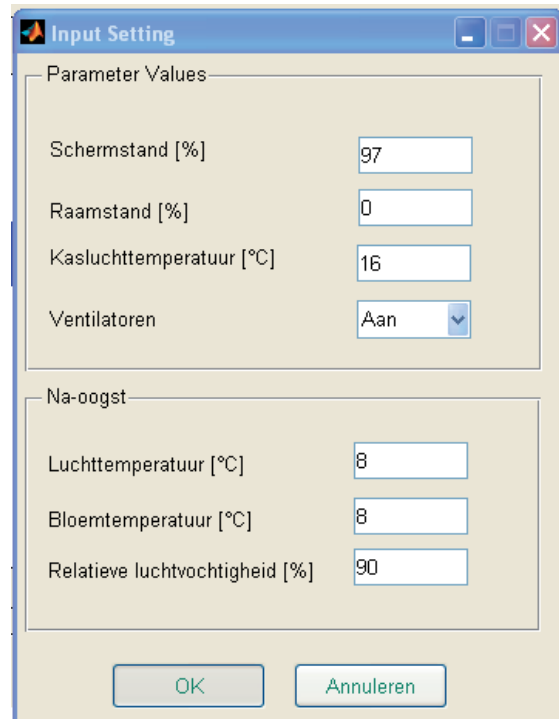 Input Setting
Parameter Values
Schermstand [%]
97
Raamstand [%]
0
Kasluchttemperatuur [°C]
16
Ventilatoren
Aan
Na-oogst
Luchttemperatuur [°C]
8
Bloemtemperatuur [°C]
8
Relatieve luchtvochtigheid [%]
90
OK
Annuleren